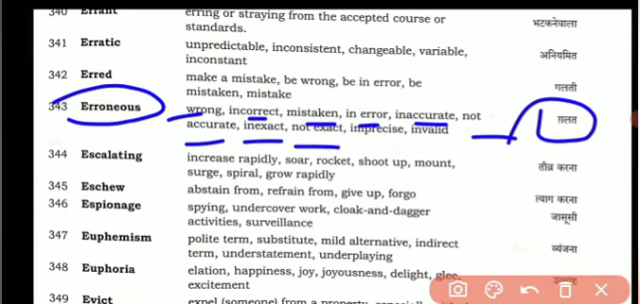 340 Errant erring or straying from the accepted course or भटकनेवाला
standards.
341 Erratic unpredictable, inconsistent, changeable, variable, अनियमित
inconstant
342 Erred make a mistake, be wrong, be in error, be गलती
mistaken, mistake
343 Erroneous wrong, incorrect, mistaken, in error, inaccurate, not ग़लत
accurate, inexact, not exact, imprecise, invalid
344 Escalating increase rapidly, soar, rocket, shoot up, mount, तीव्र करना
surge, spiral, grow rapidly
345 Eschew abstain from, refrain from, give up, forgo त्याग करना
346 Espionage spying, undercover work, cloak-and-dagger जासूसी
activities, surveillance
347 Euphemism polite term, substitute, mild alternative, indirect व्यंजना
term, understatement, underplaying
348 Euphoria elation, happiness, joy, joyousness, delight, glee,
excitement
349 Evict expel (someone) from a property,